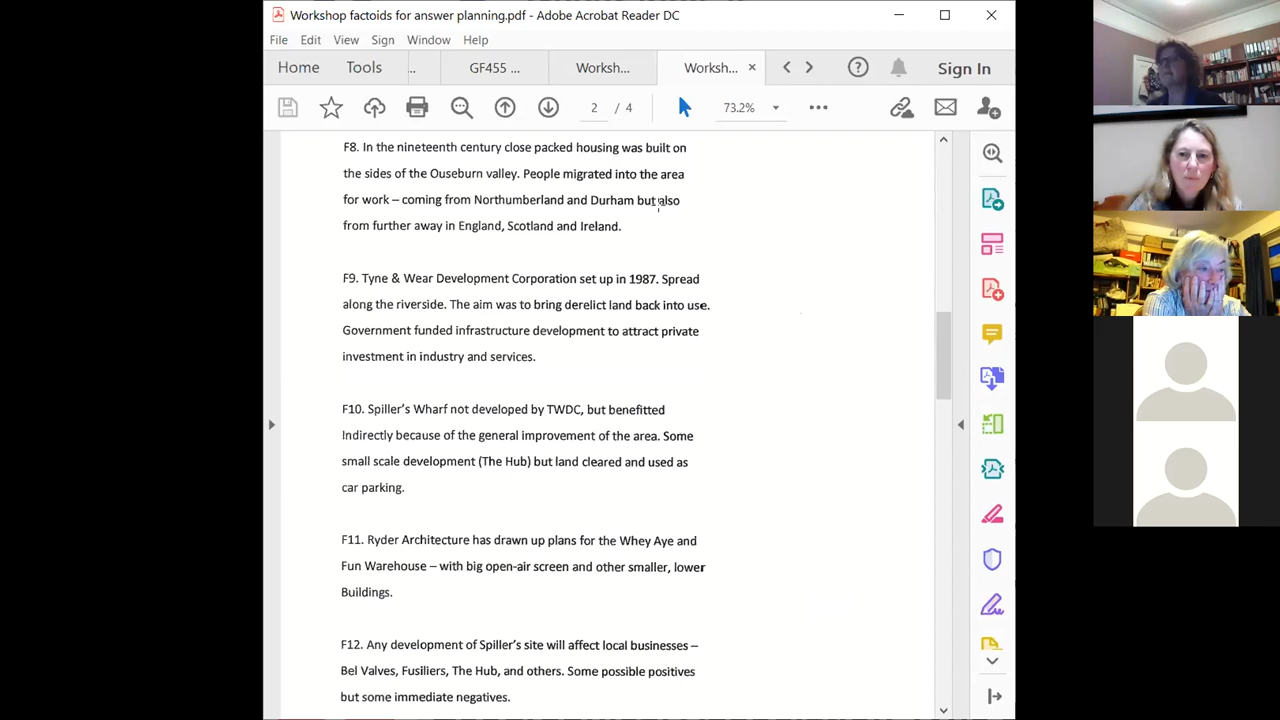 Workshop factoids for answer planning.pdf - Adobe Acrobat Reader DC
File Edit View Sign Window Help
Home Tools ... GF455 ... Worksh... Worksh... × Sign In
2 / 4 73.2%
F8. In the nineteenth century close packed housing was built on
the sides of the Ouseburn valley. People migrated into the area
for work – coming from Northumberland and Durham but also
from further away in England, Scotland and Ireland.
F9. Tyne & Wear Development Corporation set up in 1987. Spread
along the riverside. The aim was to bring derelict land back into use.
Government funded infrastructure development to attract private
investment in industry and services.
F10. Spiller's Wharf not developed by TWDC, but benefitted
Indirectly because of the general improvement of the area. Some
small scale development (The Hub) but land cleared and used as
car parking.
F11. Ryder Architecture has drawn up plans for the Whey Aye and
Fun Warehouse – with big open-air screen and other smaller, lower
Buildings.
F12. Any development of Spiller's site will affect local businesses –
Bel Valves, Fusiliers, The Hub, and others. Some possible positives
but some immediate negatives.